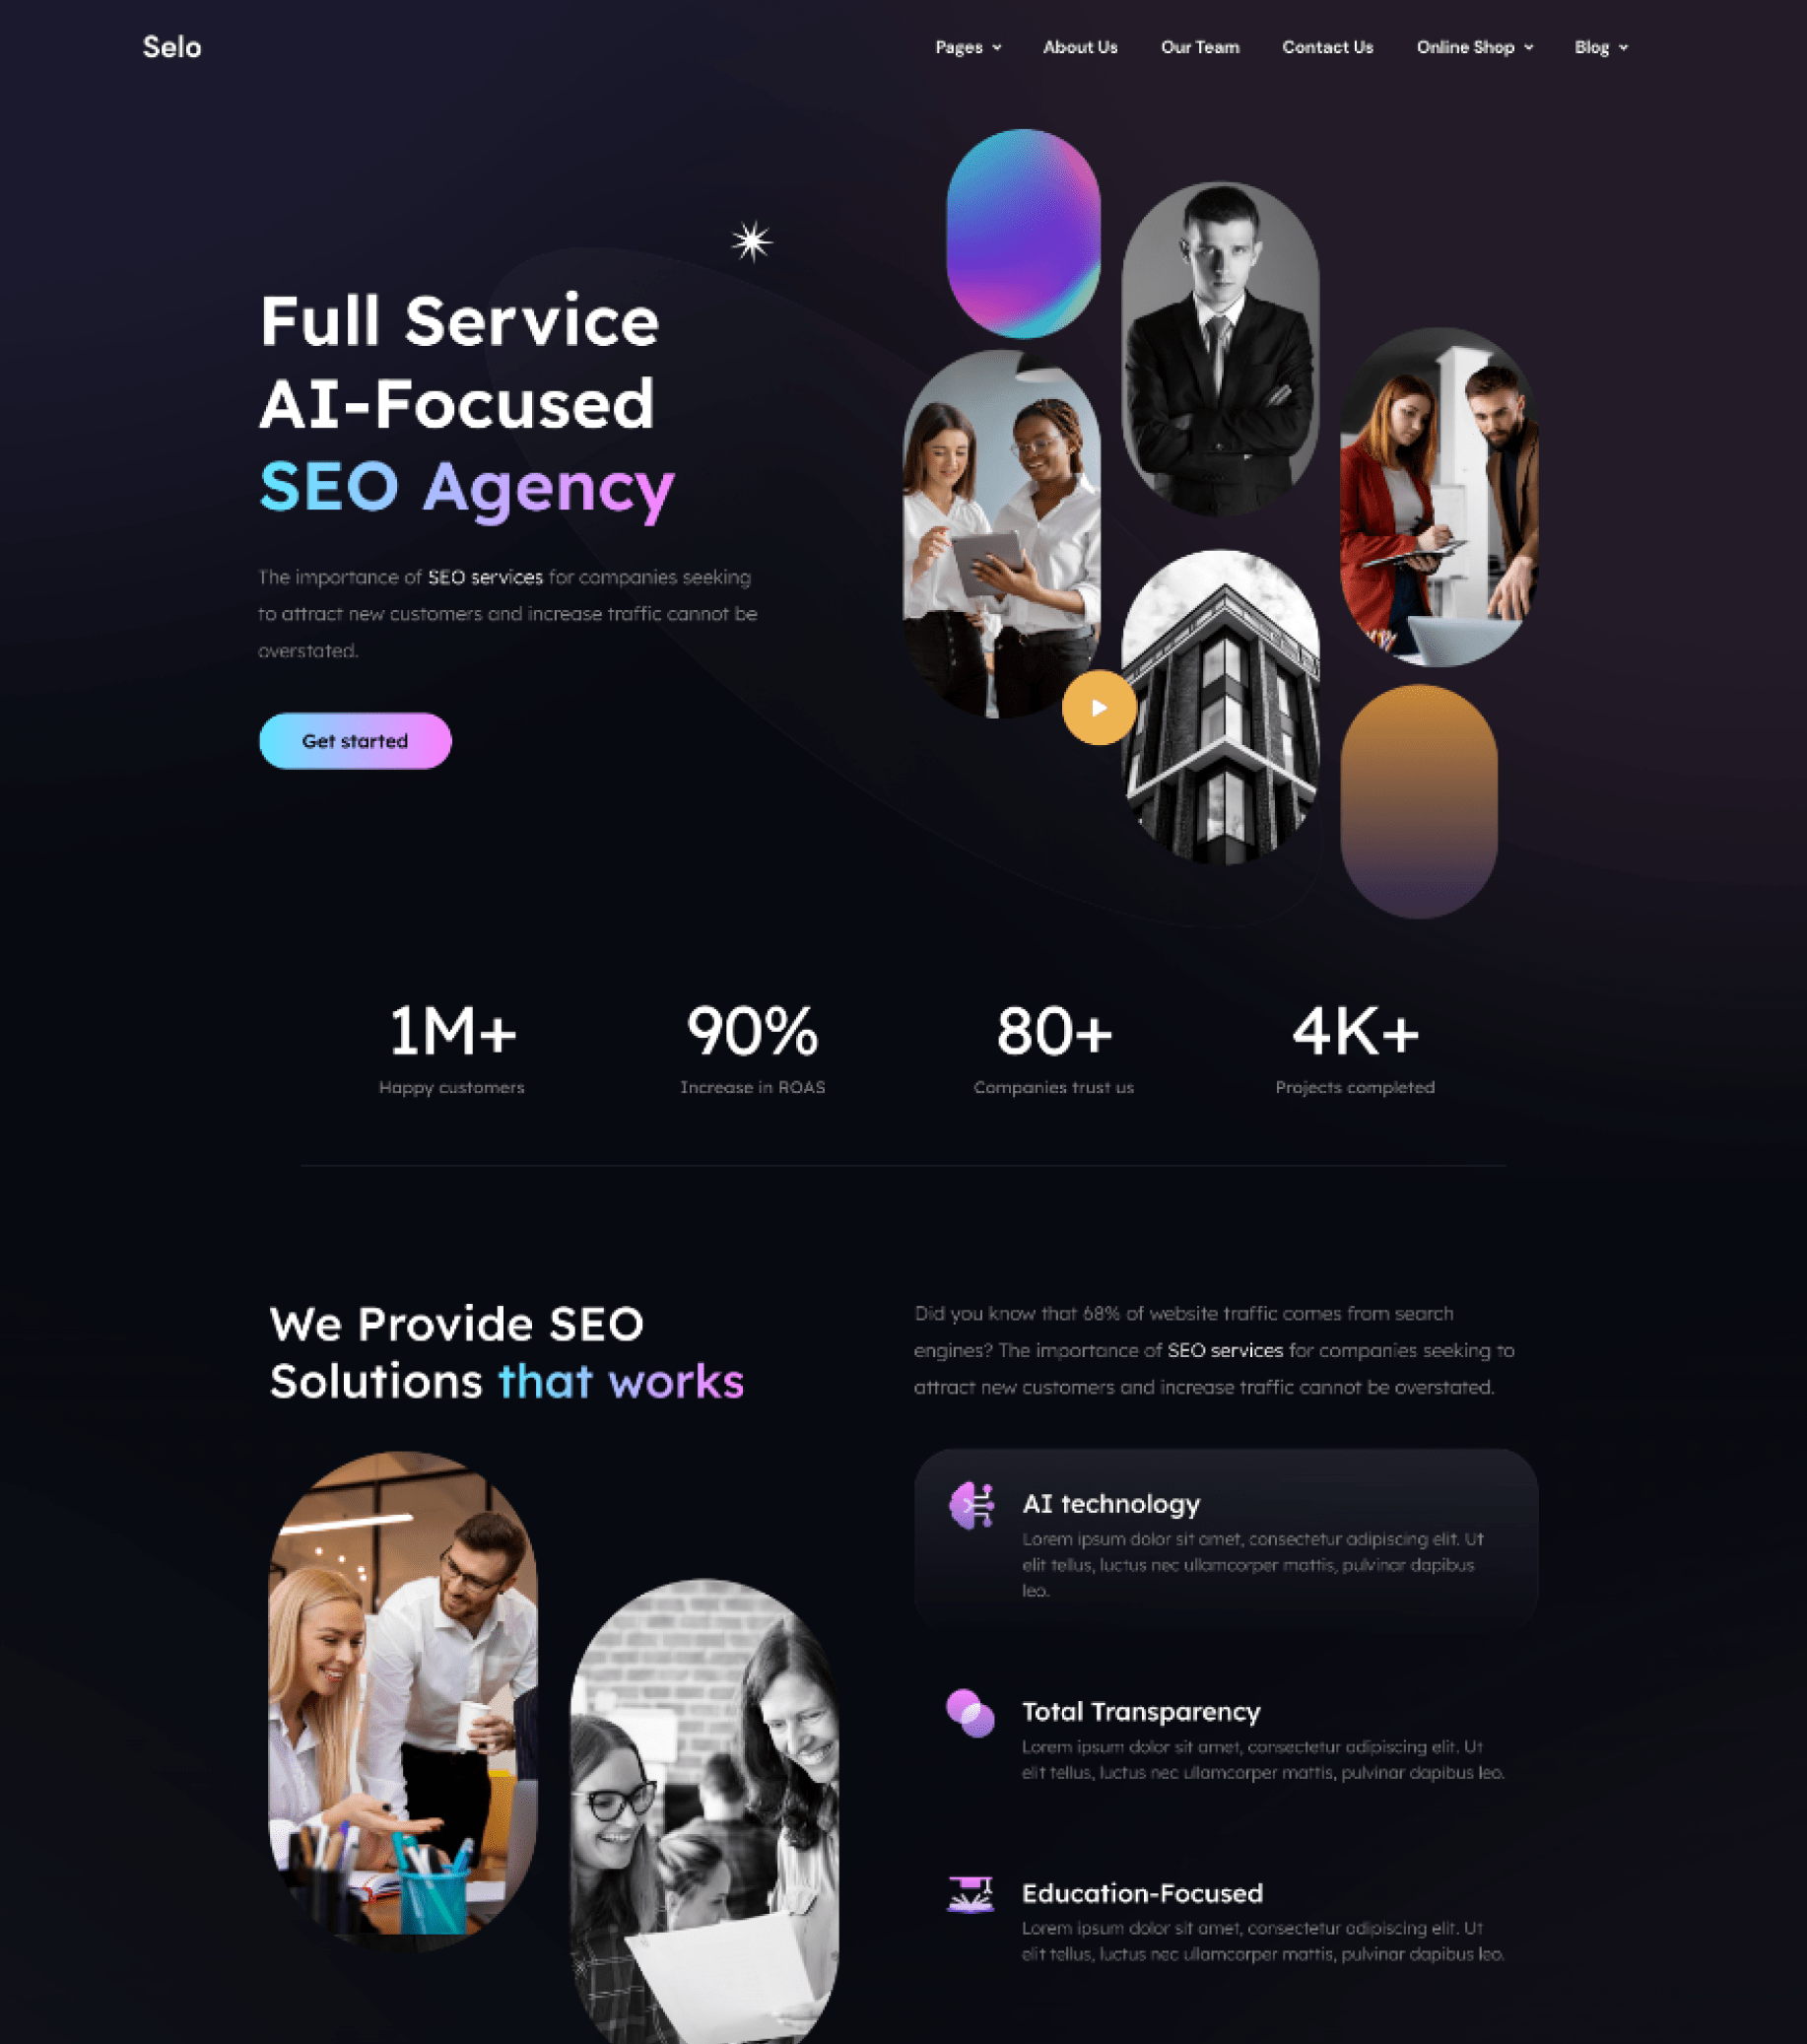 Selo
Pages
About Us
Our Team
Contact Us
Online Shop
Blog
Full Service
AI-Focused
SEO Agency
The importance of SEO services for companies seeking
to attract new customers and increase traffic cannot be
overstated.
Get started
1M+
Happy customers
90%
Increase in ROAS
80+
Companies trust us
4K+
Projects completed
We Provide SEO
Solutions that works
Did you know that 68% of website traffic comes from search
engines? The importance of SEO services for companies seeking to
attract new customers and increase traffic cannot be overstated.
AI technology
Lorem ipsum dolor sit amet, consectetur adipiscing elit. Ut
elit tellus, luctus nec ullamcorper mattis, pulvinar dapibus
leo.
Total Transparency
Lorem ipsum dolor sit amet, consectetur adipiscing elit. Ut
elit tellus, luctus nec ullamcorper mattis, pulvinar dapibus leo.
Education-Focused
Lorem ipsum dolor sit amet, consectetur adipiscing elit. Ut
elit tellus, luctus nec ullamcorper mattis, pulvinar dapibus leo.